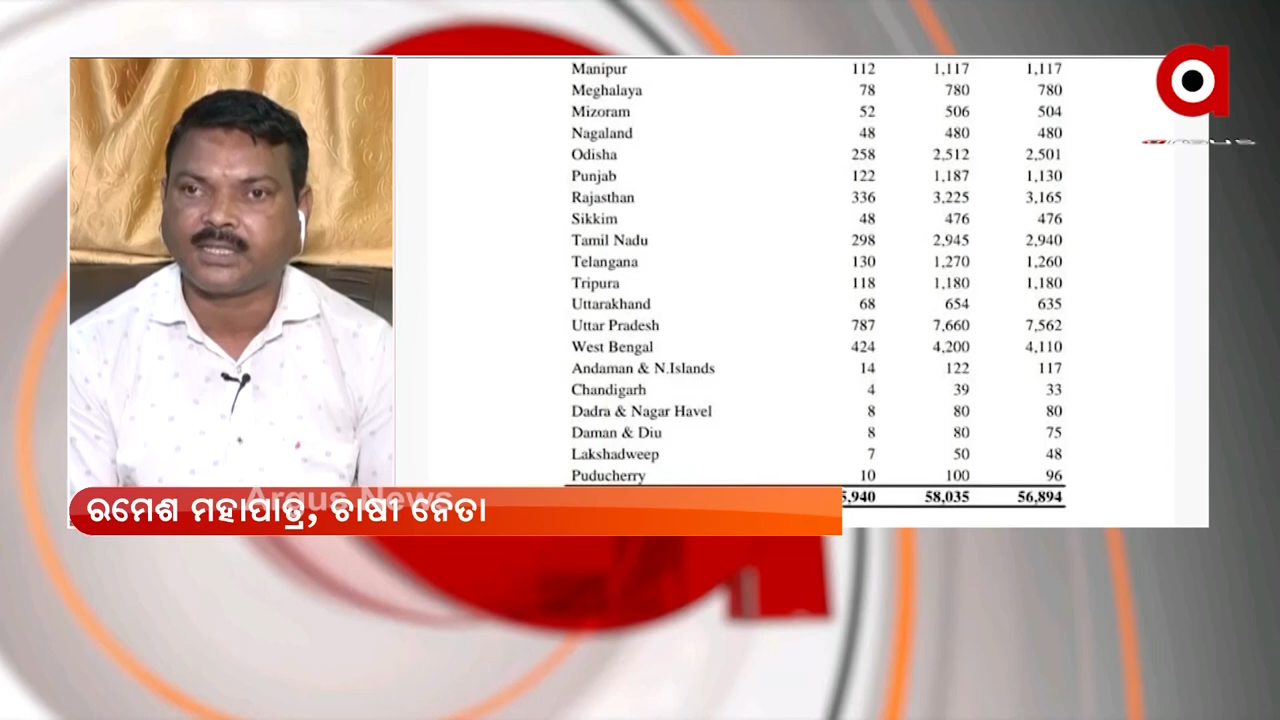 Manipur 112 1,117 1,117
Meghalaya 78 780 780
Mizoram 52 506 504
Nagaland 48 480 480
Odisha 258 2,512 2,501
Punjab 122 1,187 1,130
Rajasthan 336 3,225 3,165
Sikkim 48 476 476
Tamil Nadu 298 2,945 2,940
Telangana 130 1,270 1,260
Tripura 118 1,180 1,180
Uttarakhand 68 654 635
Uttar Pradesh 787 7,660 7,562
West Bengal 424 4,200 4,110
Andaman & N.Islands 14 122 117
Chandigarh 4 39 33
Dadra & Nagar Havel 8 80 80
Daman & Diu 8 80 75
Lakshadweep 7 50 48
Puducherry 10 100 96
5,940 58,035 56,894
Argus News
ରମେଶ ମହାପାତ୍ର, ଚାଷୀ ନେତା
argus